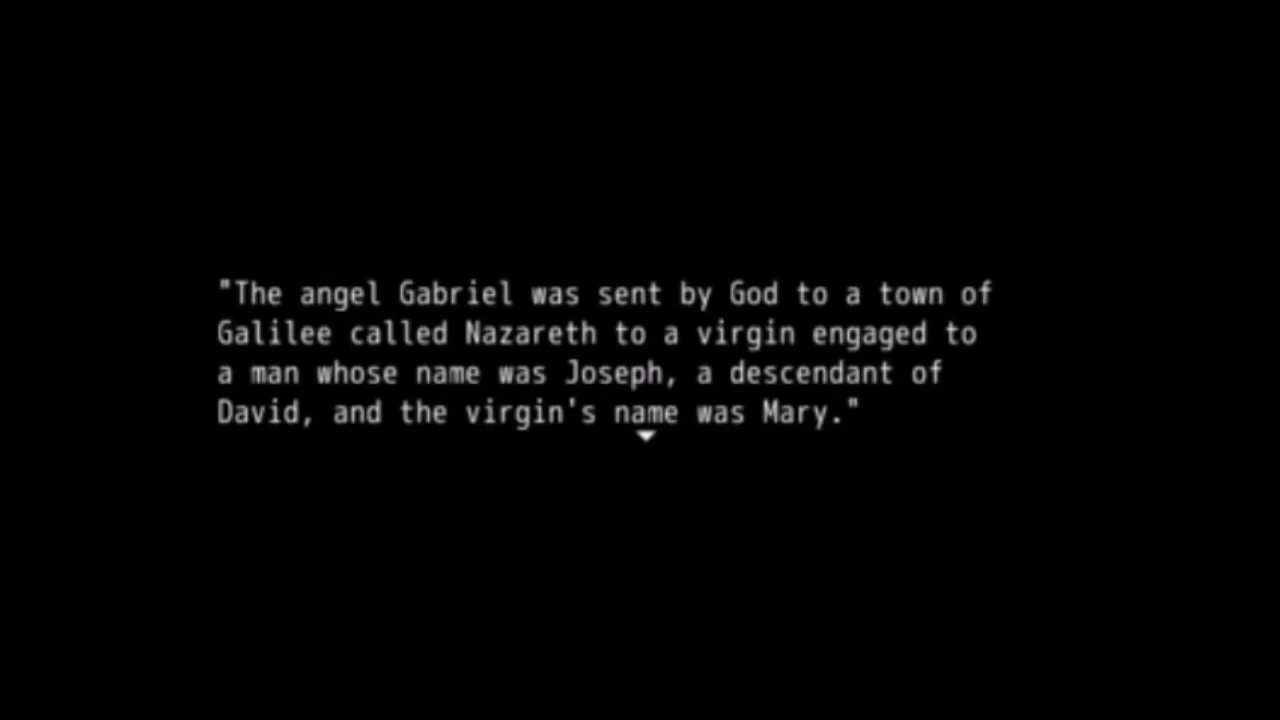 "The angel Gabriel was sent by God to a town of
Galilee called Nazareth to a virgin engaged to
a man whose name was Joseph, a descendant of
David, and the virgin's name was Mary."